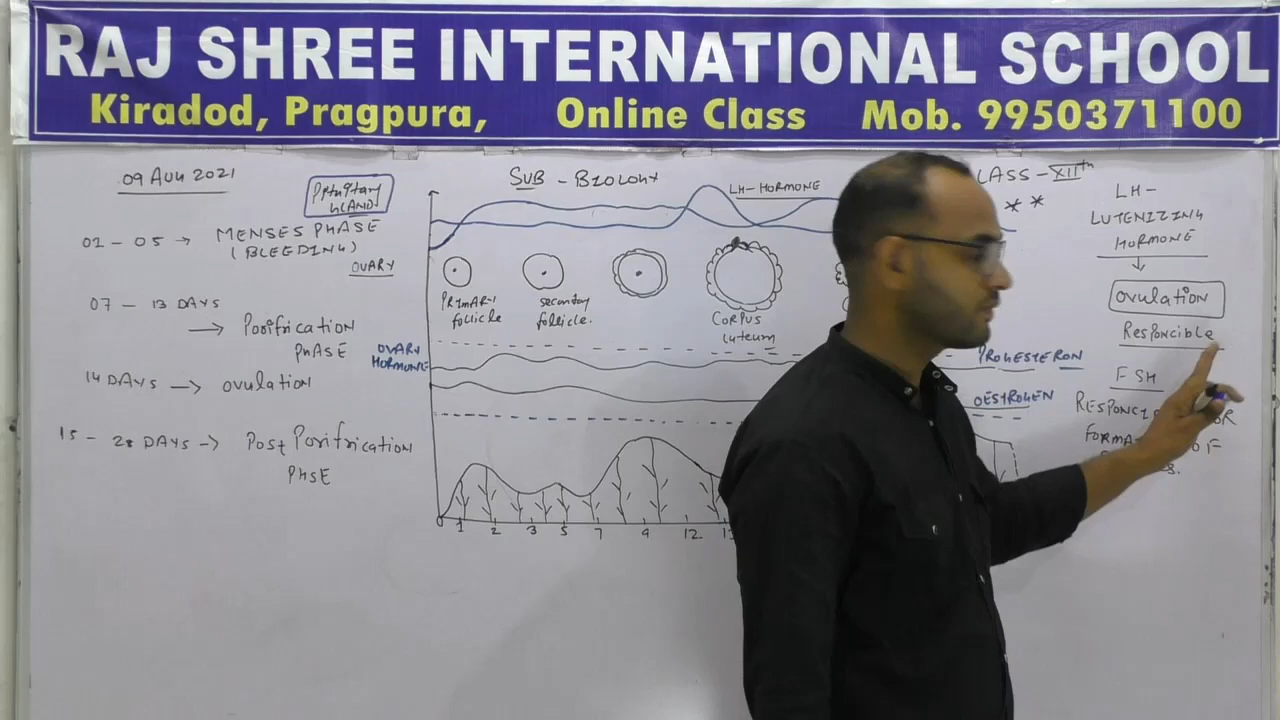 RAJ SHREE INTERNATIONAL SCHOOL
Kiradod, Pragpura, Online Class Mob. 9950371100
09 AUG 2021
SUB - BIOLOGY
CLASS - XIIth
* *
PITUITARY
GLAND
01 - 05 → MENSES PHASE
(BLEEDING)
OVARY
07 - 13 DAYS
→ Porifrication
PHASE
14 DAYS → ovulation
15 - 28 DAYS → Post Porifrication
PHSE
LH- HORMONE
PRIMARY
follicle
secondary
follicle.
CORPUS
luteum
OVARY
HORMONE
PROGESTERON
OESTROGEN
0 1 2 3 5 7 9 12
LH -
LUTENIZING
HORMONE
ovulation
Responcible
FSH